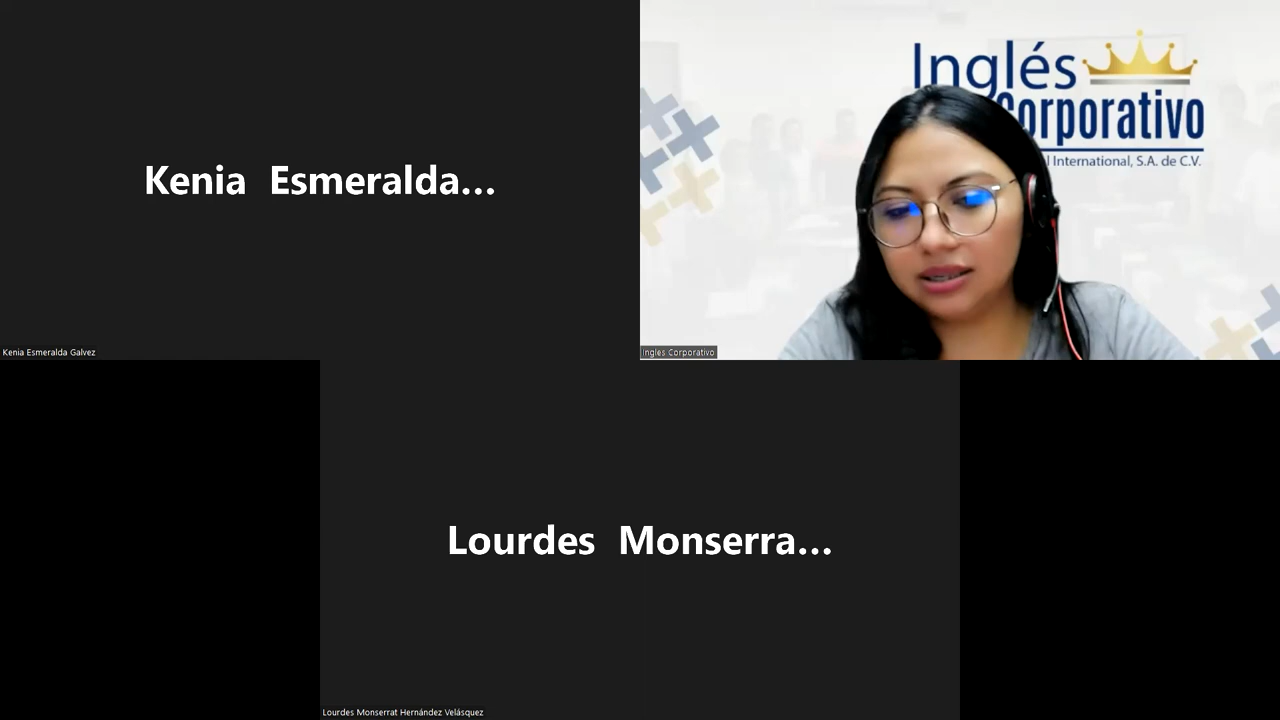 Kenia Esmeralda...
Kenia Esmeralda Galvez
Inglés
Corporativo
l International, S.A. de C.V.
Ingles Corporativo
Lourdes Monserra...
Lourdes Monserrat Hernández Velásquez